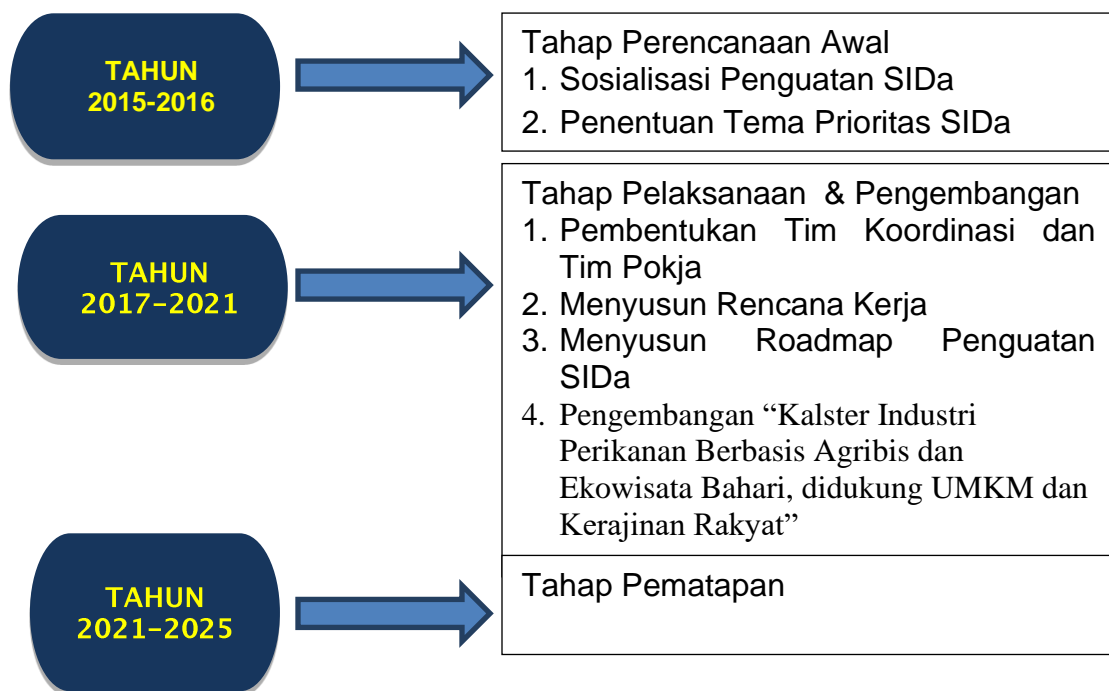 TAHUN
2015-2016
Tahap Perencanaan Awal
1. Sosialisasi Penguatan SIDa
2. Penentuan Tema Prioritas SIDa
TAHUN
2017-2021
Tahap Pelaksanaan & Pengembangan
1. Pembentukan Tim Koordinasi dan
Tim Pokja
2. Menyusun Rencana Kerja
3. Menyusun Roadmap Penguatan
SIDa
4. Pengembangan “Kalster Industri
Perikanan Berbasis Agribis dan
Ekowisata Bahari, didukung UMKM dan
Kerajinan Rakyat”
TAHUN
2021-2025
Tahap Pematapan